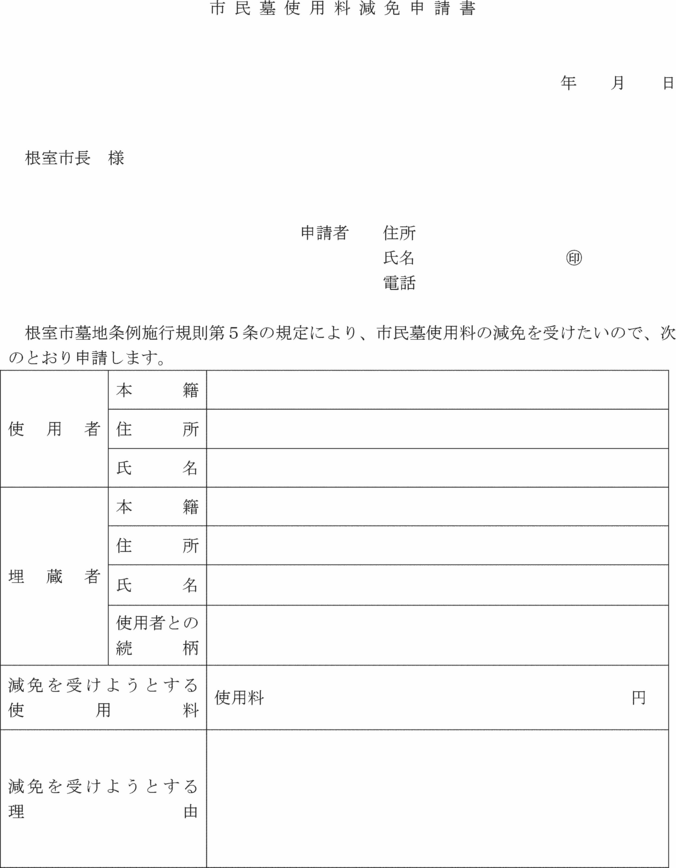 市民墓使用料減免申請書
年　月　日
根室市長　様
申請者　住所
氏名　㊞
電話
根室市墓地条例施行規則第５条の規定により、市民墓使用料の減免を受けたいので、次
のとおり申請します。
使用者
本籍
住所
氏名
埋蔵者
本籍
住所
氏名
使用者との
続柄
減免を受けようとする
使用料
使用料　円
減免を受けようとする
理由